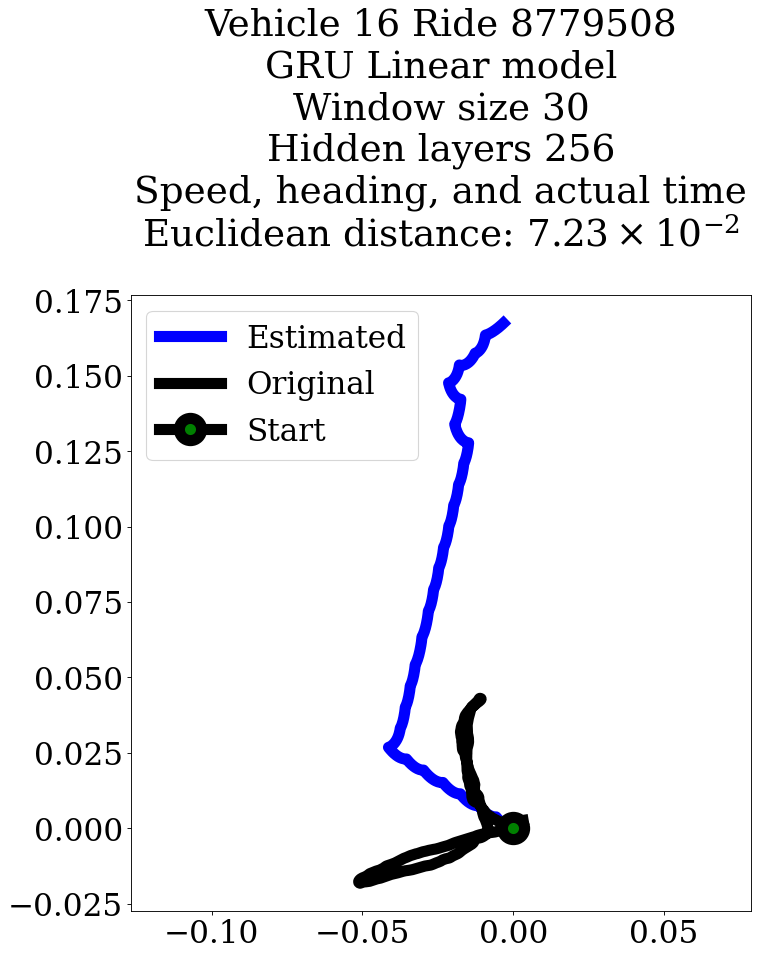 Vehicle 16 Ride 8779508
GRU Linear model
Window size 30
Hidden layers 256
Speed, heading, and actual time
Euclidean distance: 7.23 × 10⁻²
Estimated
Original
Start
0.175
0.150
0.125
0.100
0.075
0.050
0.025
0.000
−0.025
−0.10
−0.05
0.00
0.05